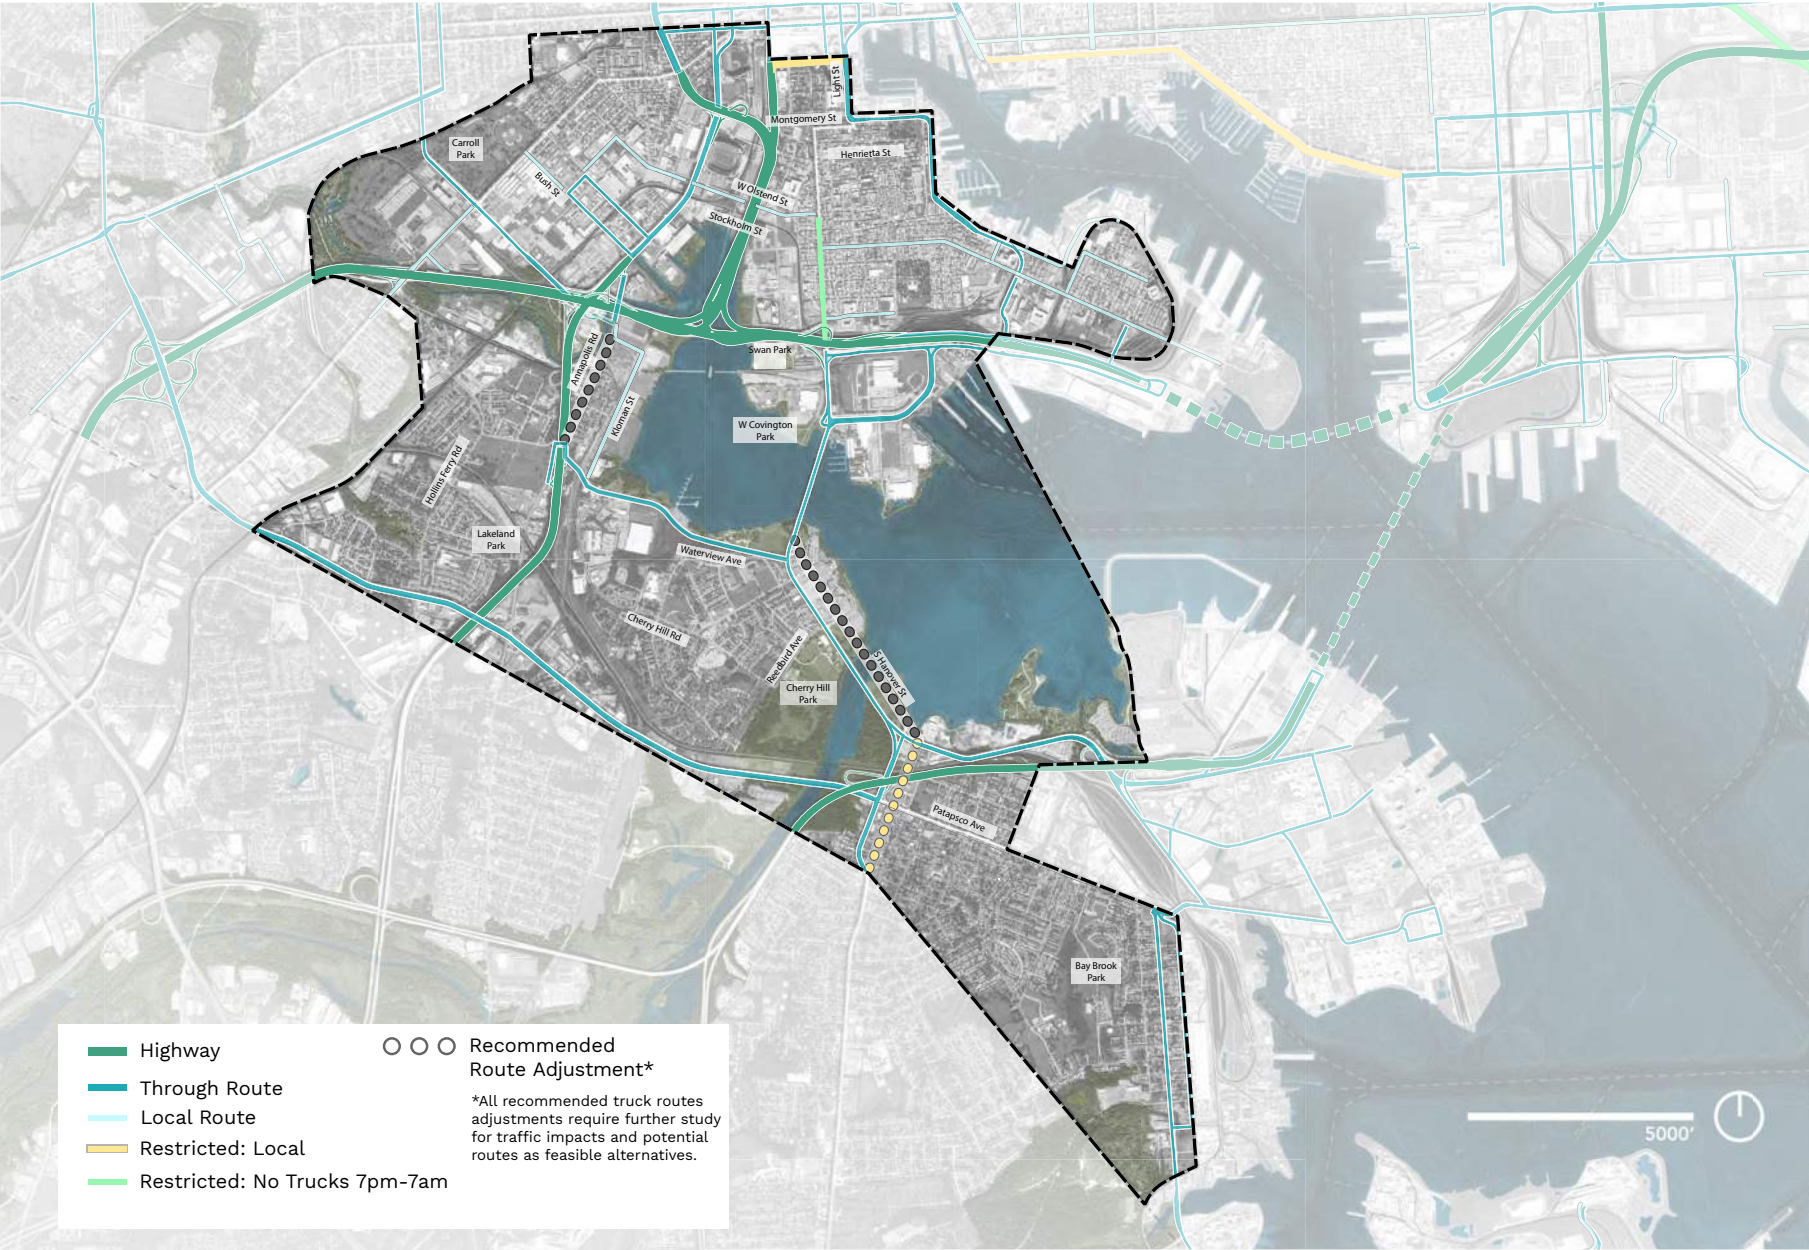 Light St
Montgomery St
Carroll
Park
Henrietta St
Bush St
W Olstend St
Stockholm St
Annapolis Rd
Swan Park
Kloman St
W Covington
Park
Hollins Ferry Rd
Lakeland
Park
Waterview Ave
Cherry Hill Rd
Reedbird Ave
S Hanover St
Cherry Hill
Park
Patapsco Ave
Bay Brook
Park
Highway
Through Route
Local Route
Restricted: Local
Restricted: No Trucks 7pm-7am
Recommended
Route Adjustment*
*All recommended truck routes
adjustments require further study
for traffic impacts and potential
routes as feasible alternatives.
5000'